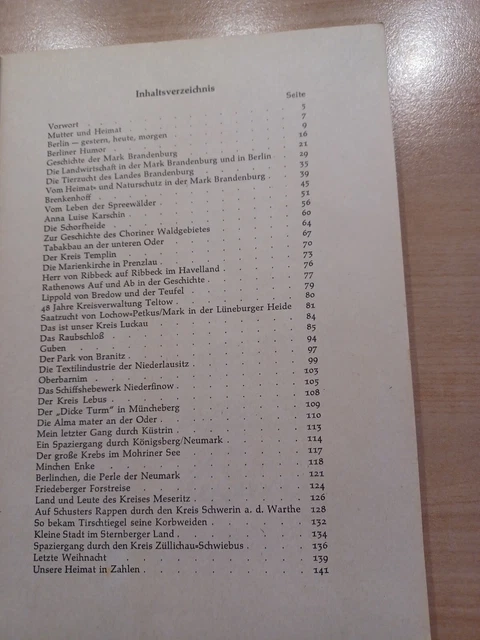 Inhaltsverzeichnis
Seite
Vorwort 5
Mutter und Heimat 7
Berlin — gestern, heute, morgen 9
Berliner Humor 16
Geschichte der Mark Brandenburg 21
Die Landwirtschaft in der Mark Brandenburg und in Berlin 29
Die Tierzucht des Landes Brandenburg 35
Vom Heimat- und Naturschutz in der Mark Brandenburg 39
Brenkenhoff 45
Vom Leben der Spreewälder 51
Anna Luise Karschin 56
Die Schorfheide 60
Zur Geschichte des Choriner Waldgebietes 64
Tabakbau an der unteren Oder 67
Der Kreis Templin 70
Die Marienkirche in Prenzlau 73
Herr von Ribbeck auf Ribbeck im Havelland 76
Rathenows Auf und Ab in der Geschichte 77
Lippold von Bredow und der Teufel 79
48 Jahre Kreisverwaltung Teltow 80
Saatzucht von Lochow-Petkus/Mark in der Lüneburger Heide 81
Das ist unser Kreis Luckau 84
Das Raubschloß 85
Guben 94
Der Park von Branitz 97
Die Textilindustrie der Niederlausitz 99
Oberbarnim 103
Das Schiffshebewerk Niederfinow 105
Der Kreis Lebus 108
Der „Dicke Turm" in Müncheberg 109
Die Alma mater an der Oder 110
Mein letzter Gang durch Küstrin 113
Ein Spaziergang durch Königsberg/Neumark 114
Der große Krebs im Mohriner See 117
Minchen Enke 118
Berlinchen, die Perle der Neumark 121
Friedeberger Forstreise 124
Land und Leute des Kreises Meseritz 126
Auf Schusters Rappen durch den Kreis Schwerin a. d. Warthe 128
So bekam Tirschtiegel seine Korbweiden 132
Kleine Stadt im Sternberger Land 134
Spaziergang durch den Kreis Züllichau-Schwiebus 136
Letzte Weihnacht 139
Unsere Heimat in Zahlen 141